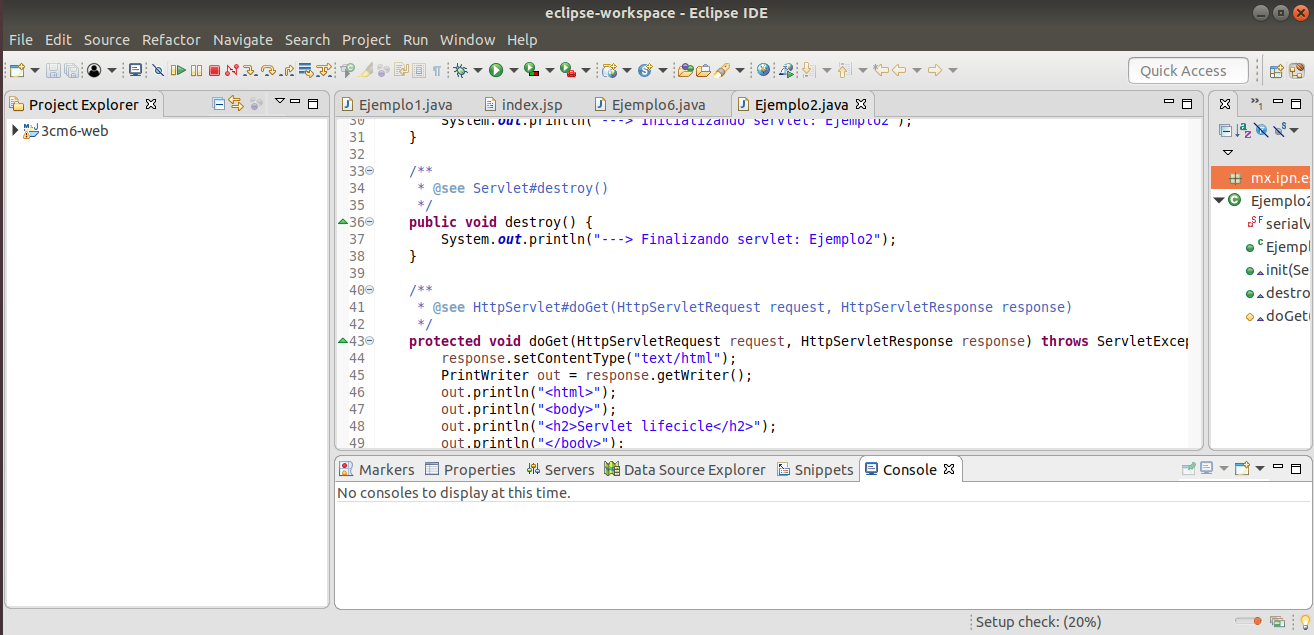 eclipse-workspace - Eclipse IDE
File Edit Source Refactor Navigate Search Project Run Window Help
Quick Access
Project Explorer
3cm6-web
Ejemplo1.java index.jsp Ejemplo6.java Ejemplo2.java
30 System.out.println("---> Inicializando servlet: Ejemplo2");
31 }
32
33 /**
34 * @see Servlet#destroy()
35 */
36 public void destroy() {
37 System.out.println("---> Finalizando servlet: Ejemplo2");
38 }
39
40 /**
41 * @see HttpServlet#doGet(HttpServletRequest request, HttpServletResponse response)
42 */
43 protected void doGet(HttpServletRequest request, HttpServletResponse response) throws ServletExcep
44 response.setContentType("text/html");
45 PrintWriter out = response.getWriter();
46 out.println("<html>");
47 out.println("<body>");
48 out.println("<h2>Servlet lifecicle</h2>");
49 out.println("</body>");
»1
mx.ipn.e
Ejemplo2
serialV
Ejempl
init(Se
destro
doGet(
Markers Properties Servers Data Source Explorer Snippets Console
No consoles to display at this time.
Setup check: (20%)